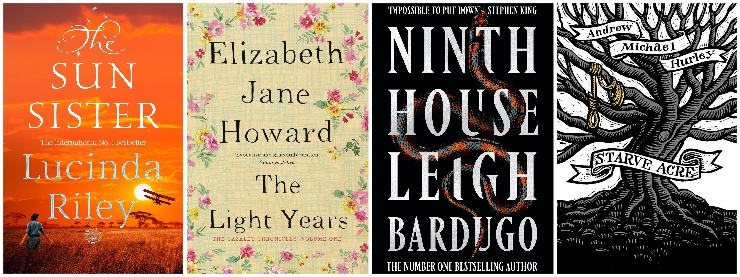 The
SUN
SISTER
The International No. 1 Bestseller
Lucinda
Riley
Elizabeth
Jane
Howard
The
Light Years
THE CAZALET CHRONICLES: VOLUME ONE
'IMPOSSIBLE TO PUT DOWN' – STEPHEN KING
NINTH
HOUSE
LEIGH
BARDUGO
THE NUMBER ONE BESTSELLING AUTHOR
Andrew
Michael
Hurley
STARVE ACRE